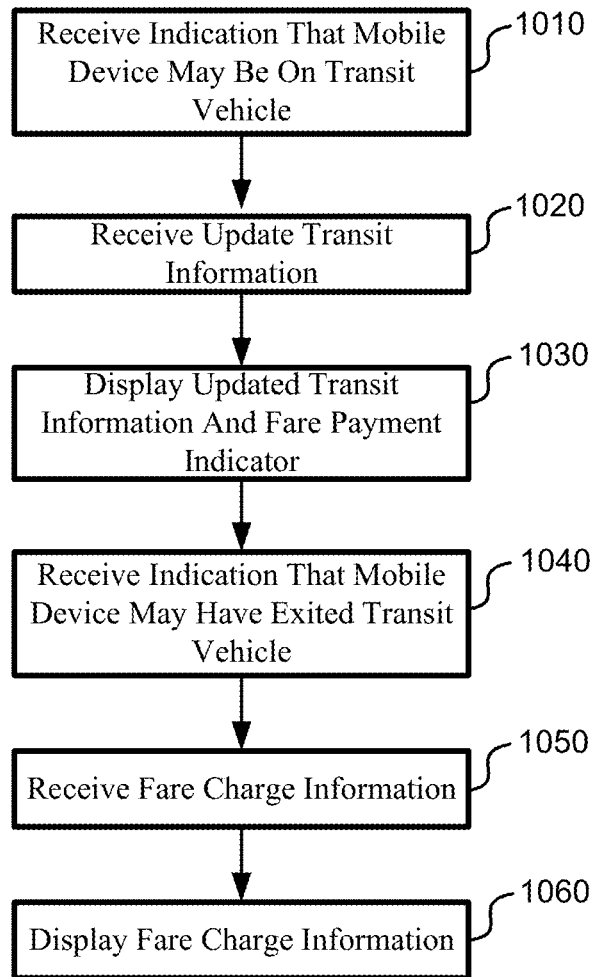 Receive Indication That Mobile
Device May Be On Transit
Vehicle
1010
Receive Update Transit
Information
1020
Display Updated Transit
Information And Fare Payment
Indicator
1030
Receive Indication That Mobile
Device May Have Exited Transit
Vehicle
1040
Receive Fare Charge Information
1050
Display Fare Charge Information
1060